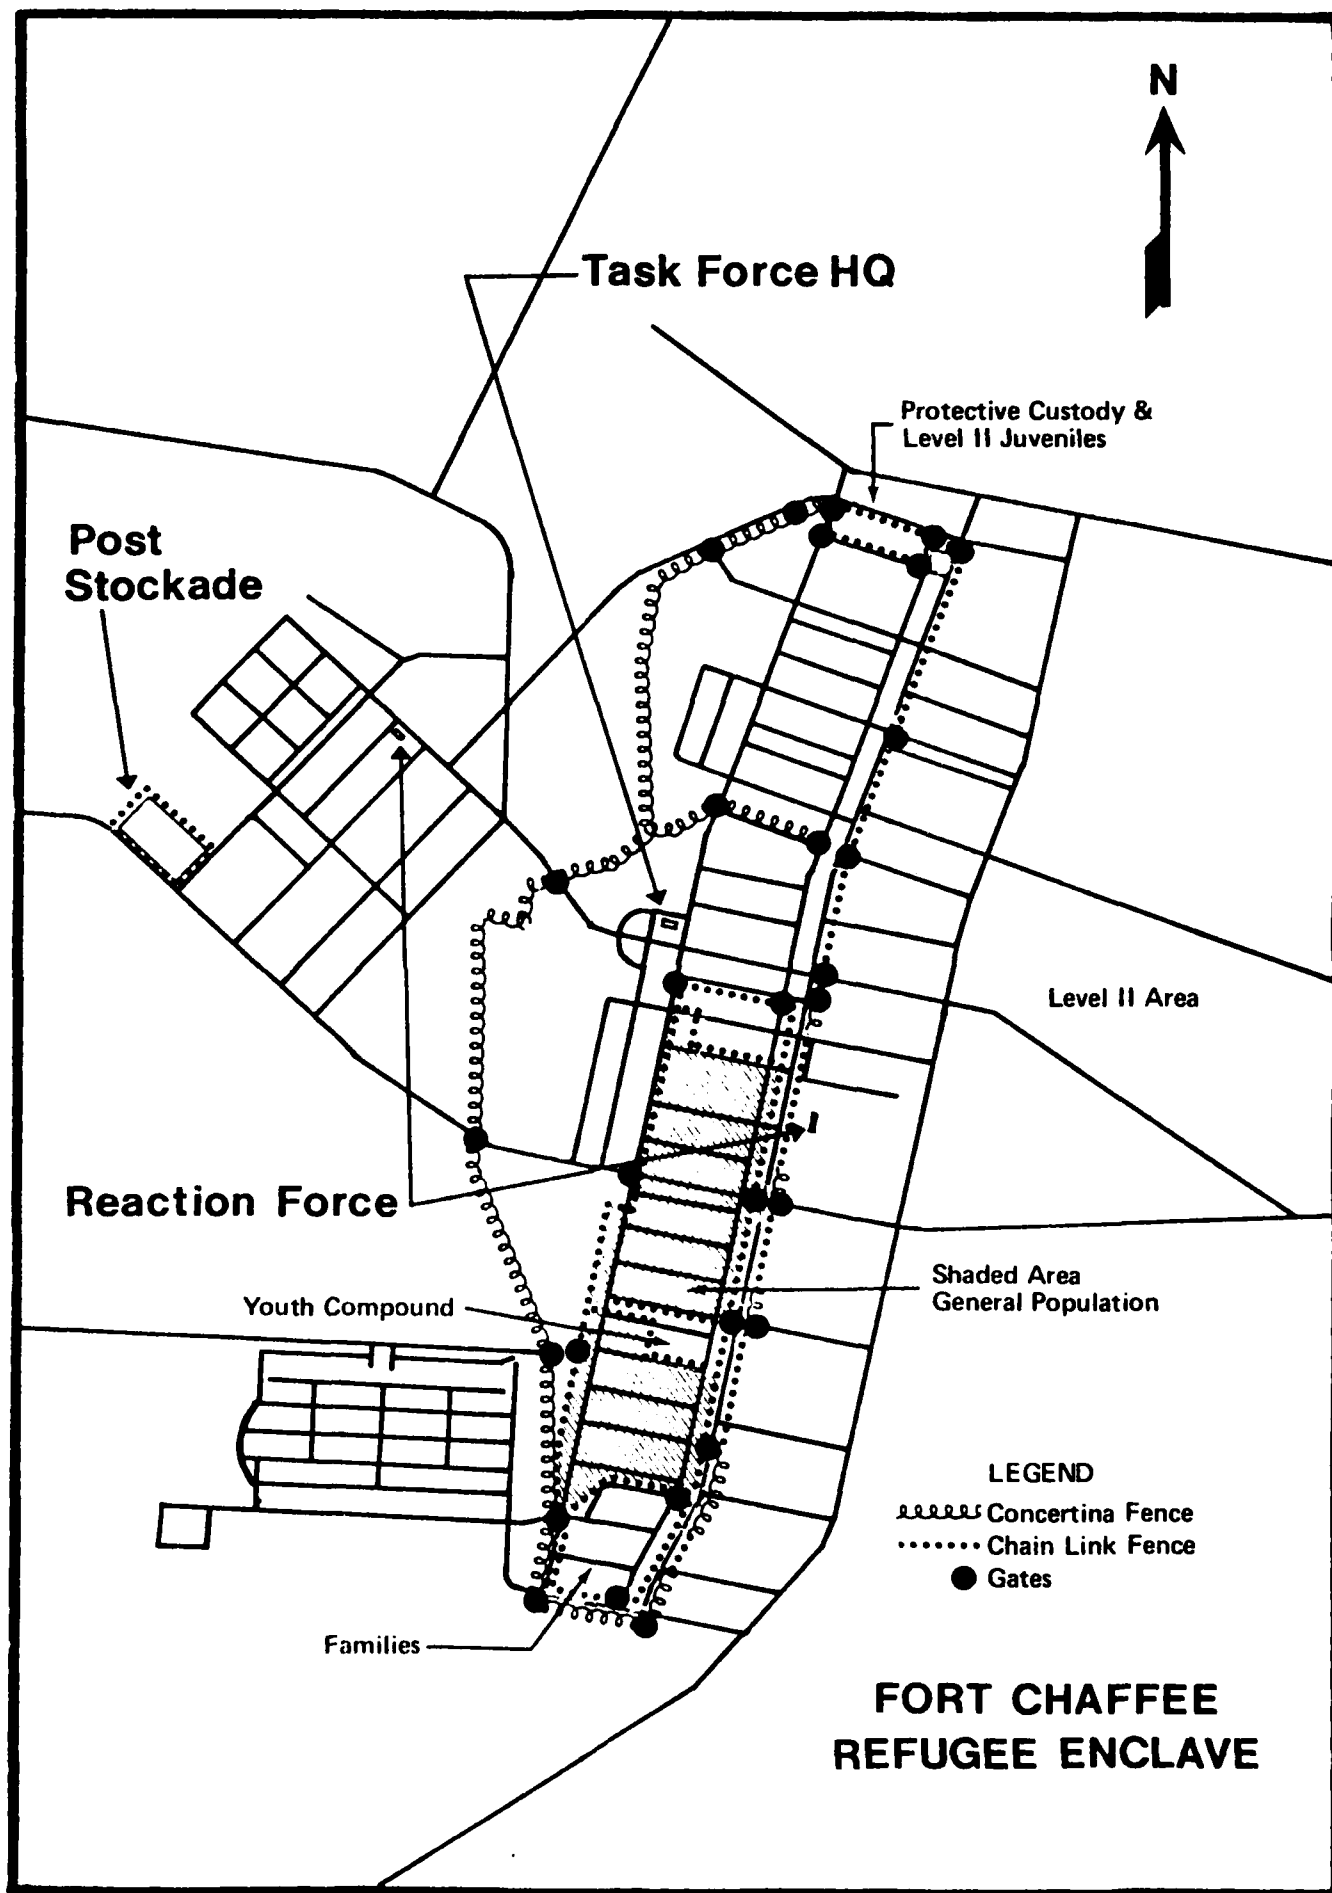 N
Task Force HQ
Protective Custody &
Level II Juveniles
Post
Stockade
Level II Area
Reaction Force
Shaded Area
General Population
Youth Compound
LEGEND
Concertina Fence
Chain Link Fence
Gates
Families
FORT CHAFFEE
REFUGEE ENCLAVE